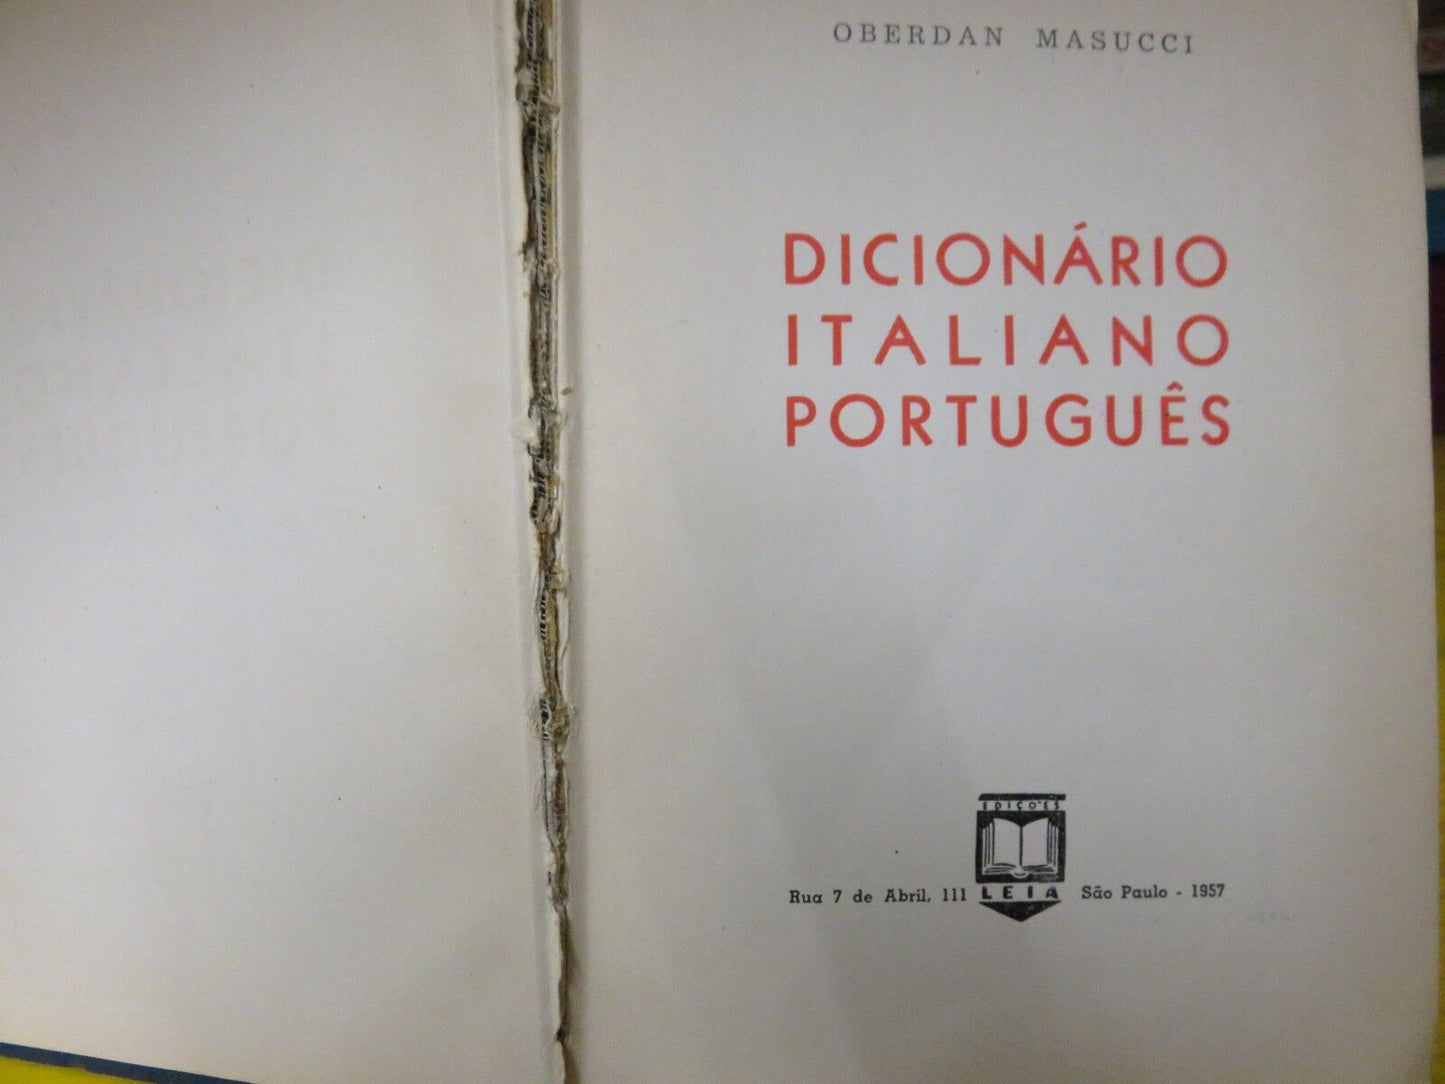 OBERDAN MASUCCI
DICIONÁRIO
ITALIANO
PORTUGUÊS
EDIÇÕES
LEIA
Rua 7 de Abril, 111
São Paulo - 1957